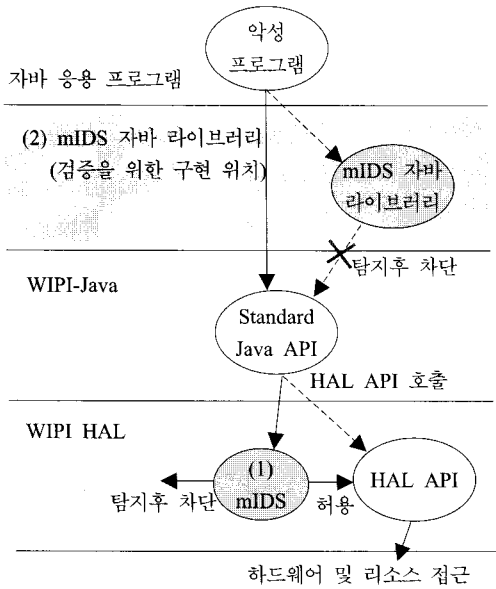 악성
프로그램
자바 응용 프로그램
(2) mIDS 자바 라이브러리
(검증을 위한 구현 위치)
mIDS 자바
라이브러리
탐지후 차단
WIPI-Java
Standard
Java API
HAL API 호출
WIPI HAL
(1)
mIDS
탐지후 차단
허용
HAL API
하드웨어 및 리소스 접근